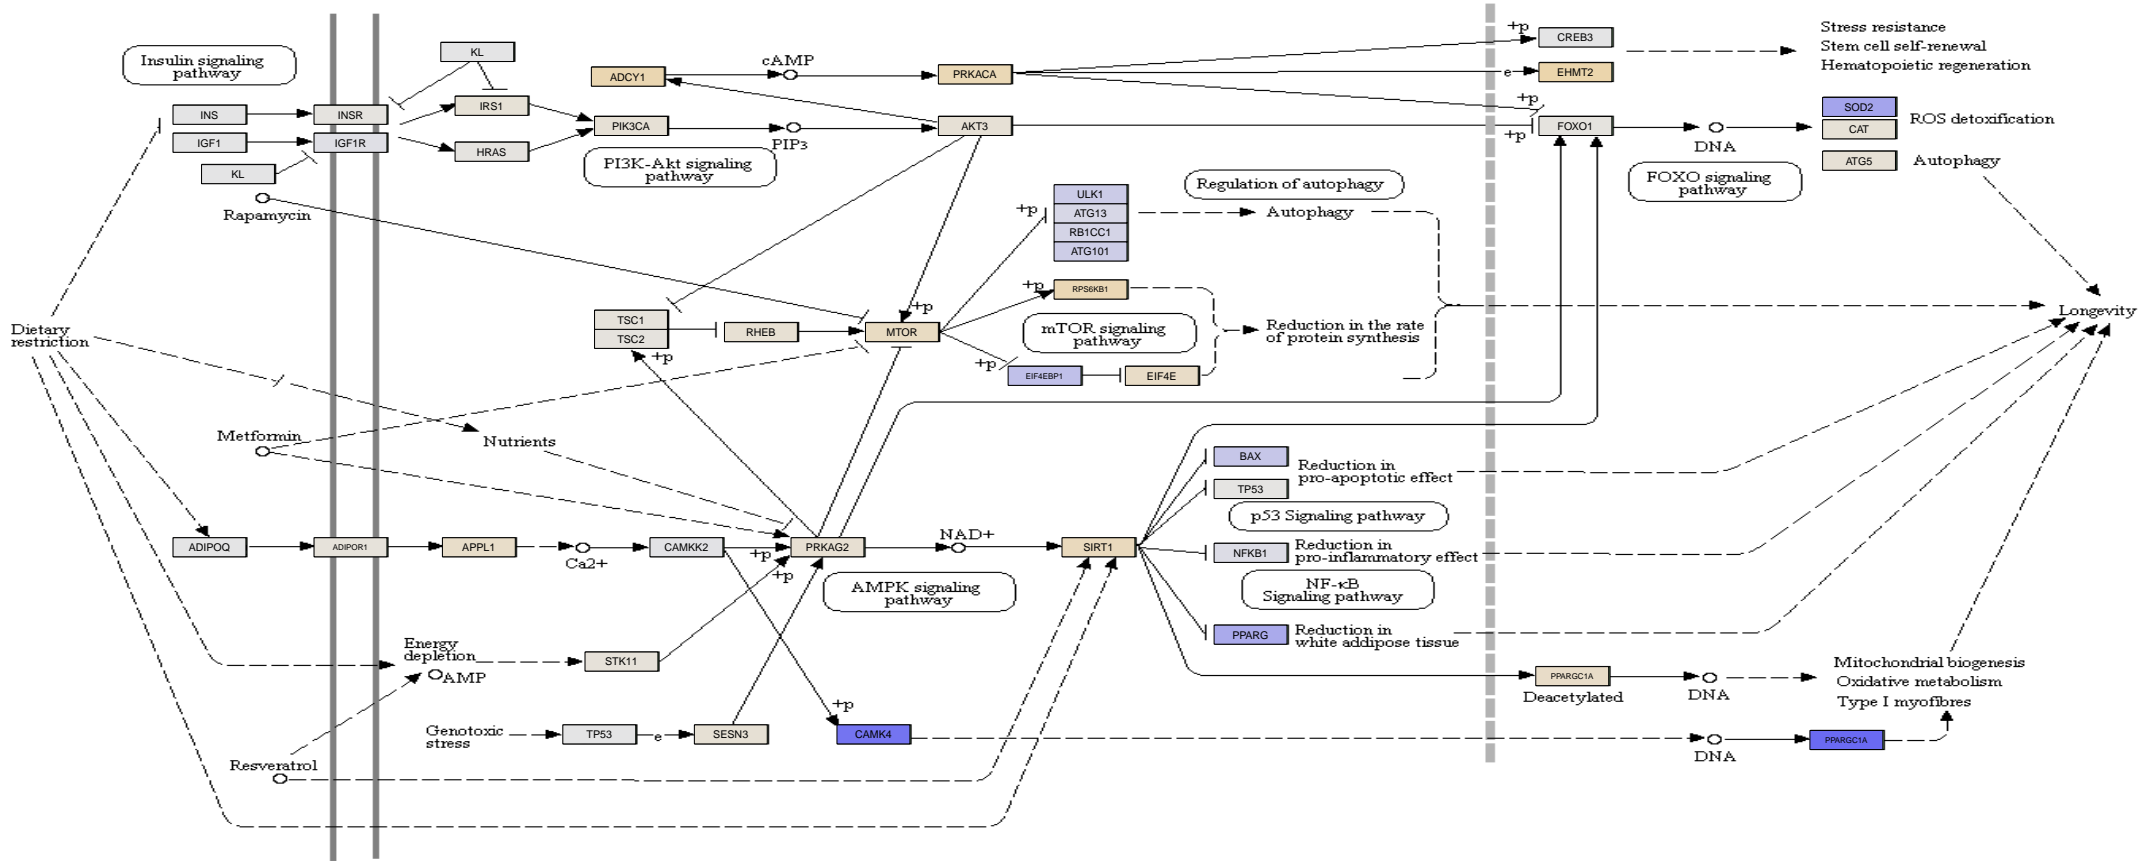 Insulin signaling
pathway
KL
INS
INSR
IGF1
IGF1R
KL
IRS1
HRAS
Rapamycin
ADCY1
cAMP
PRKACA
PIK3CA
PIP3
AKT3
PI3K-Akt signaling
pathway
+p
CREB3
e
EHMT2
+p
+p
FOXO1
DNA
FOXO signaling
pathway
Stress resistance
Stem cell self-renewal
Hematopoietic regeneration
SOD2
CAT
ROS detoxification
ATG5
Autophagy
Regulation of autophagy
+p
ULK1
ATG13
RB1CC1
ATG101
Autophagy
+p
RPS6KB1
TSC1
TSC2
+p
RHEB
+p
MTOR
mTOR signaling
pathway
Reduction in the rate
of protein synthesis
+p
EIF4EBP1
EIF4E
Longevity
Dietary
restriction
Metformin
Nutrients
ADIPOQ
ADIPOR1
APPL1
Ca2+
CAMKK2
+p
+p
PRKAG2
NAD+
SIRT1
AMPK signaling
pathway
BAX
Reduction in
pro-apoptotic effect
TP53
p53 Signaling pathway
NFKB1
Reduction in
pro-inflammatory effect
NF-κB
Signaling pathway
PPARG
Reduction in
white addipose tissue
Energy
depletion
AMP
STK11
Genotoxic
stress
TP53
e
SESN3
+p
CAMK4
Resveratrol
PPARGC1A
Deacetylated
DNA
Mitochondrial biogenesis
Oxidative metabolism
Type I myofibres
DNA
PPARGC1A